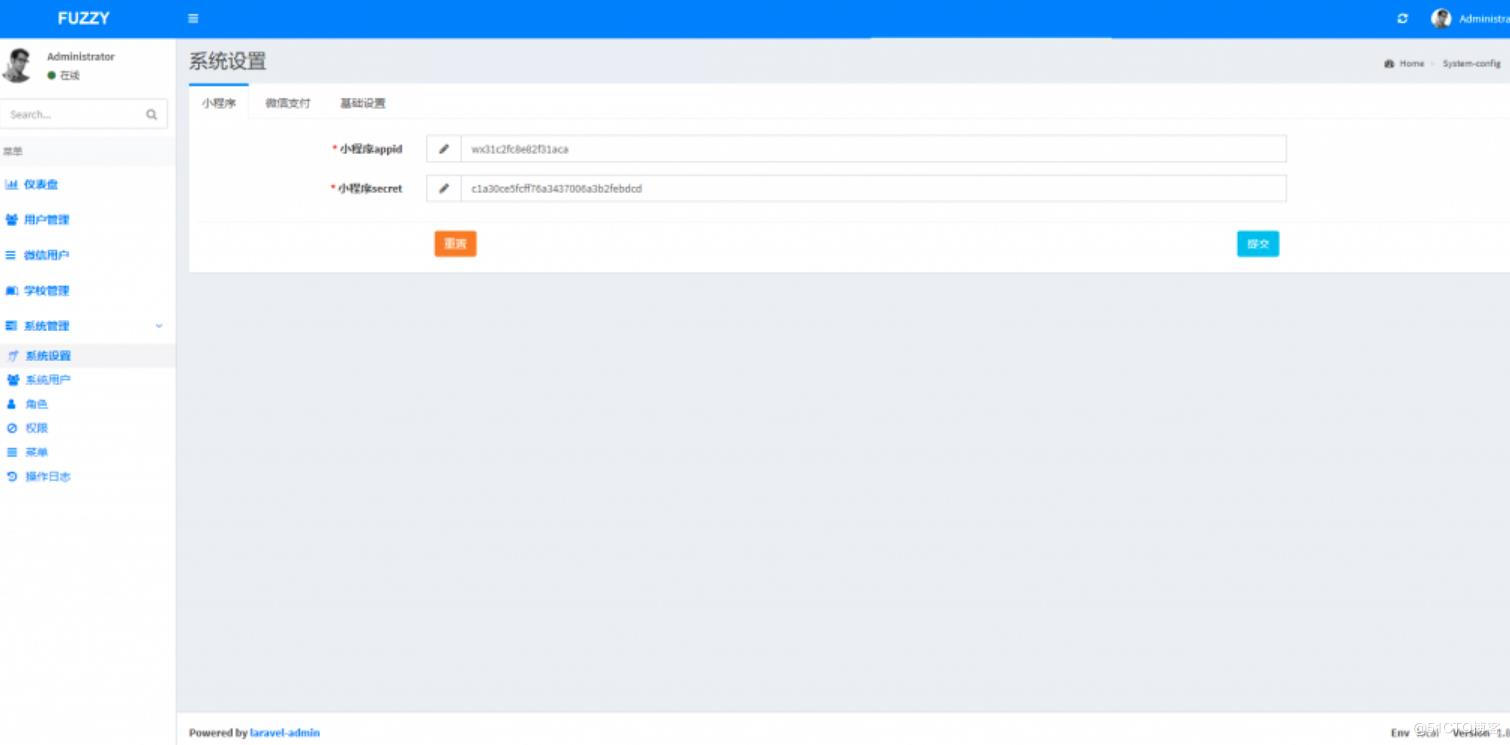 FUZZY
Administra
Administrator
在线
Search...
菜单
仪表盘
用户管理
微信用户
学校管理
系统管理
系统设置
系统用户
角色
权限
菜单
操作日志
系统设置
Home
System-config
小程序 微信支付 基础设置
* 小程序appid wx31c2fc8e82f31aca
* 小程序secret c1a30ce5fcff76a3437006a3b2febdcd
重置 提交
Powered by laravel-admin
Env local Version 1.8
@51CTO博客